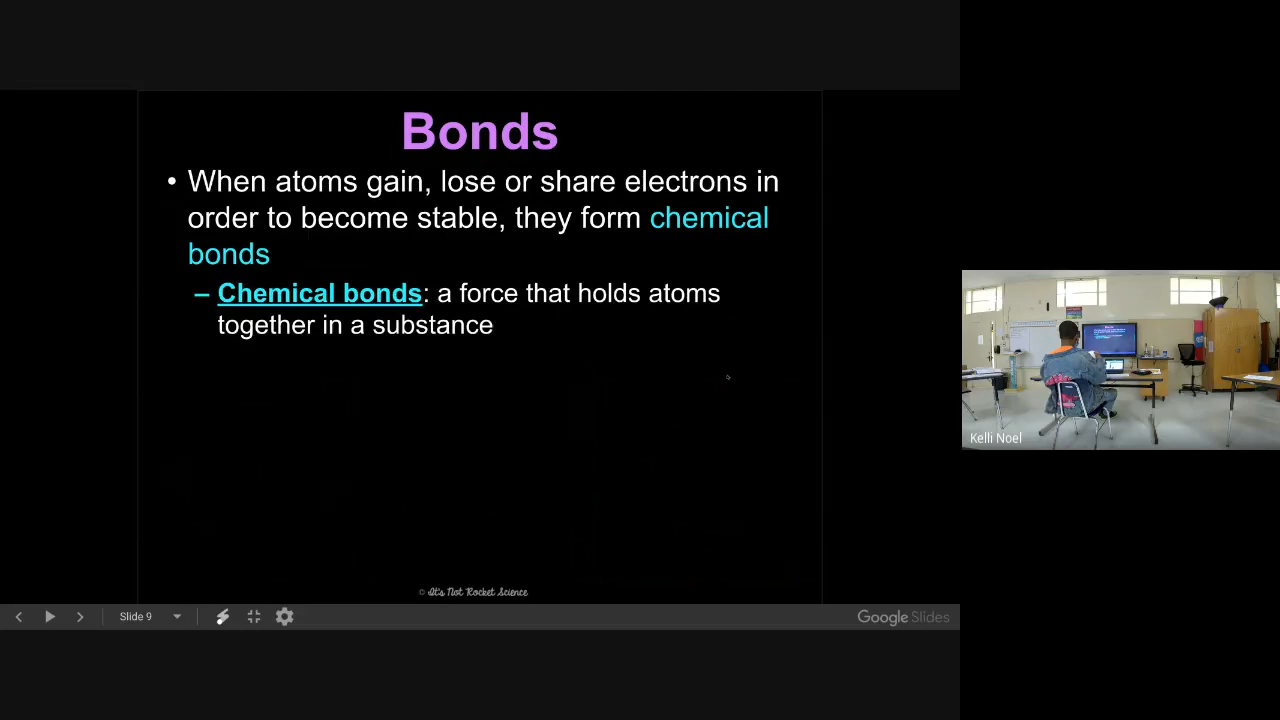 Bonds
• When atoms gain, lose or share electrons in
order to become stable, they form chemical
bonds
– Chemical bonds: a force that holds atoms
together in a substance
© It's Not Rocket Science
Slide 9
Google Slides
Kelli Noel